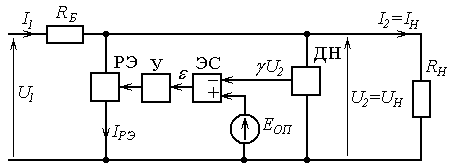 I1
RБ
I2=IН
РЭ
У
ЭС
ДН
ε
γU2
−
+
RН
U1
U2=UН
IРЭ
EОП